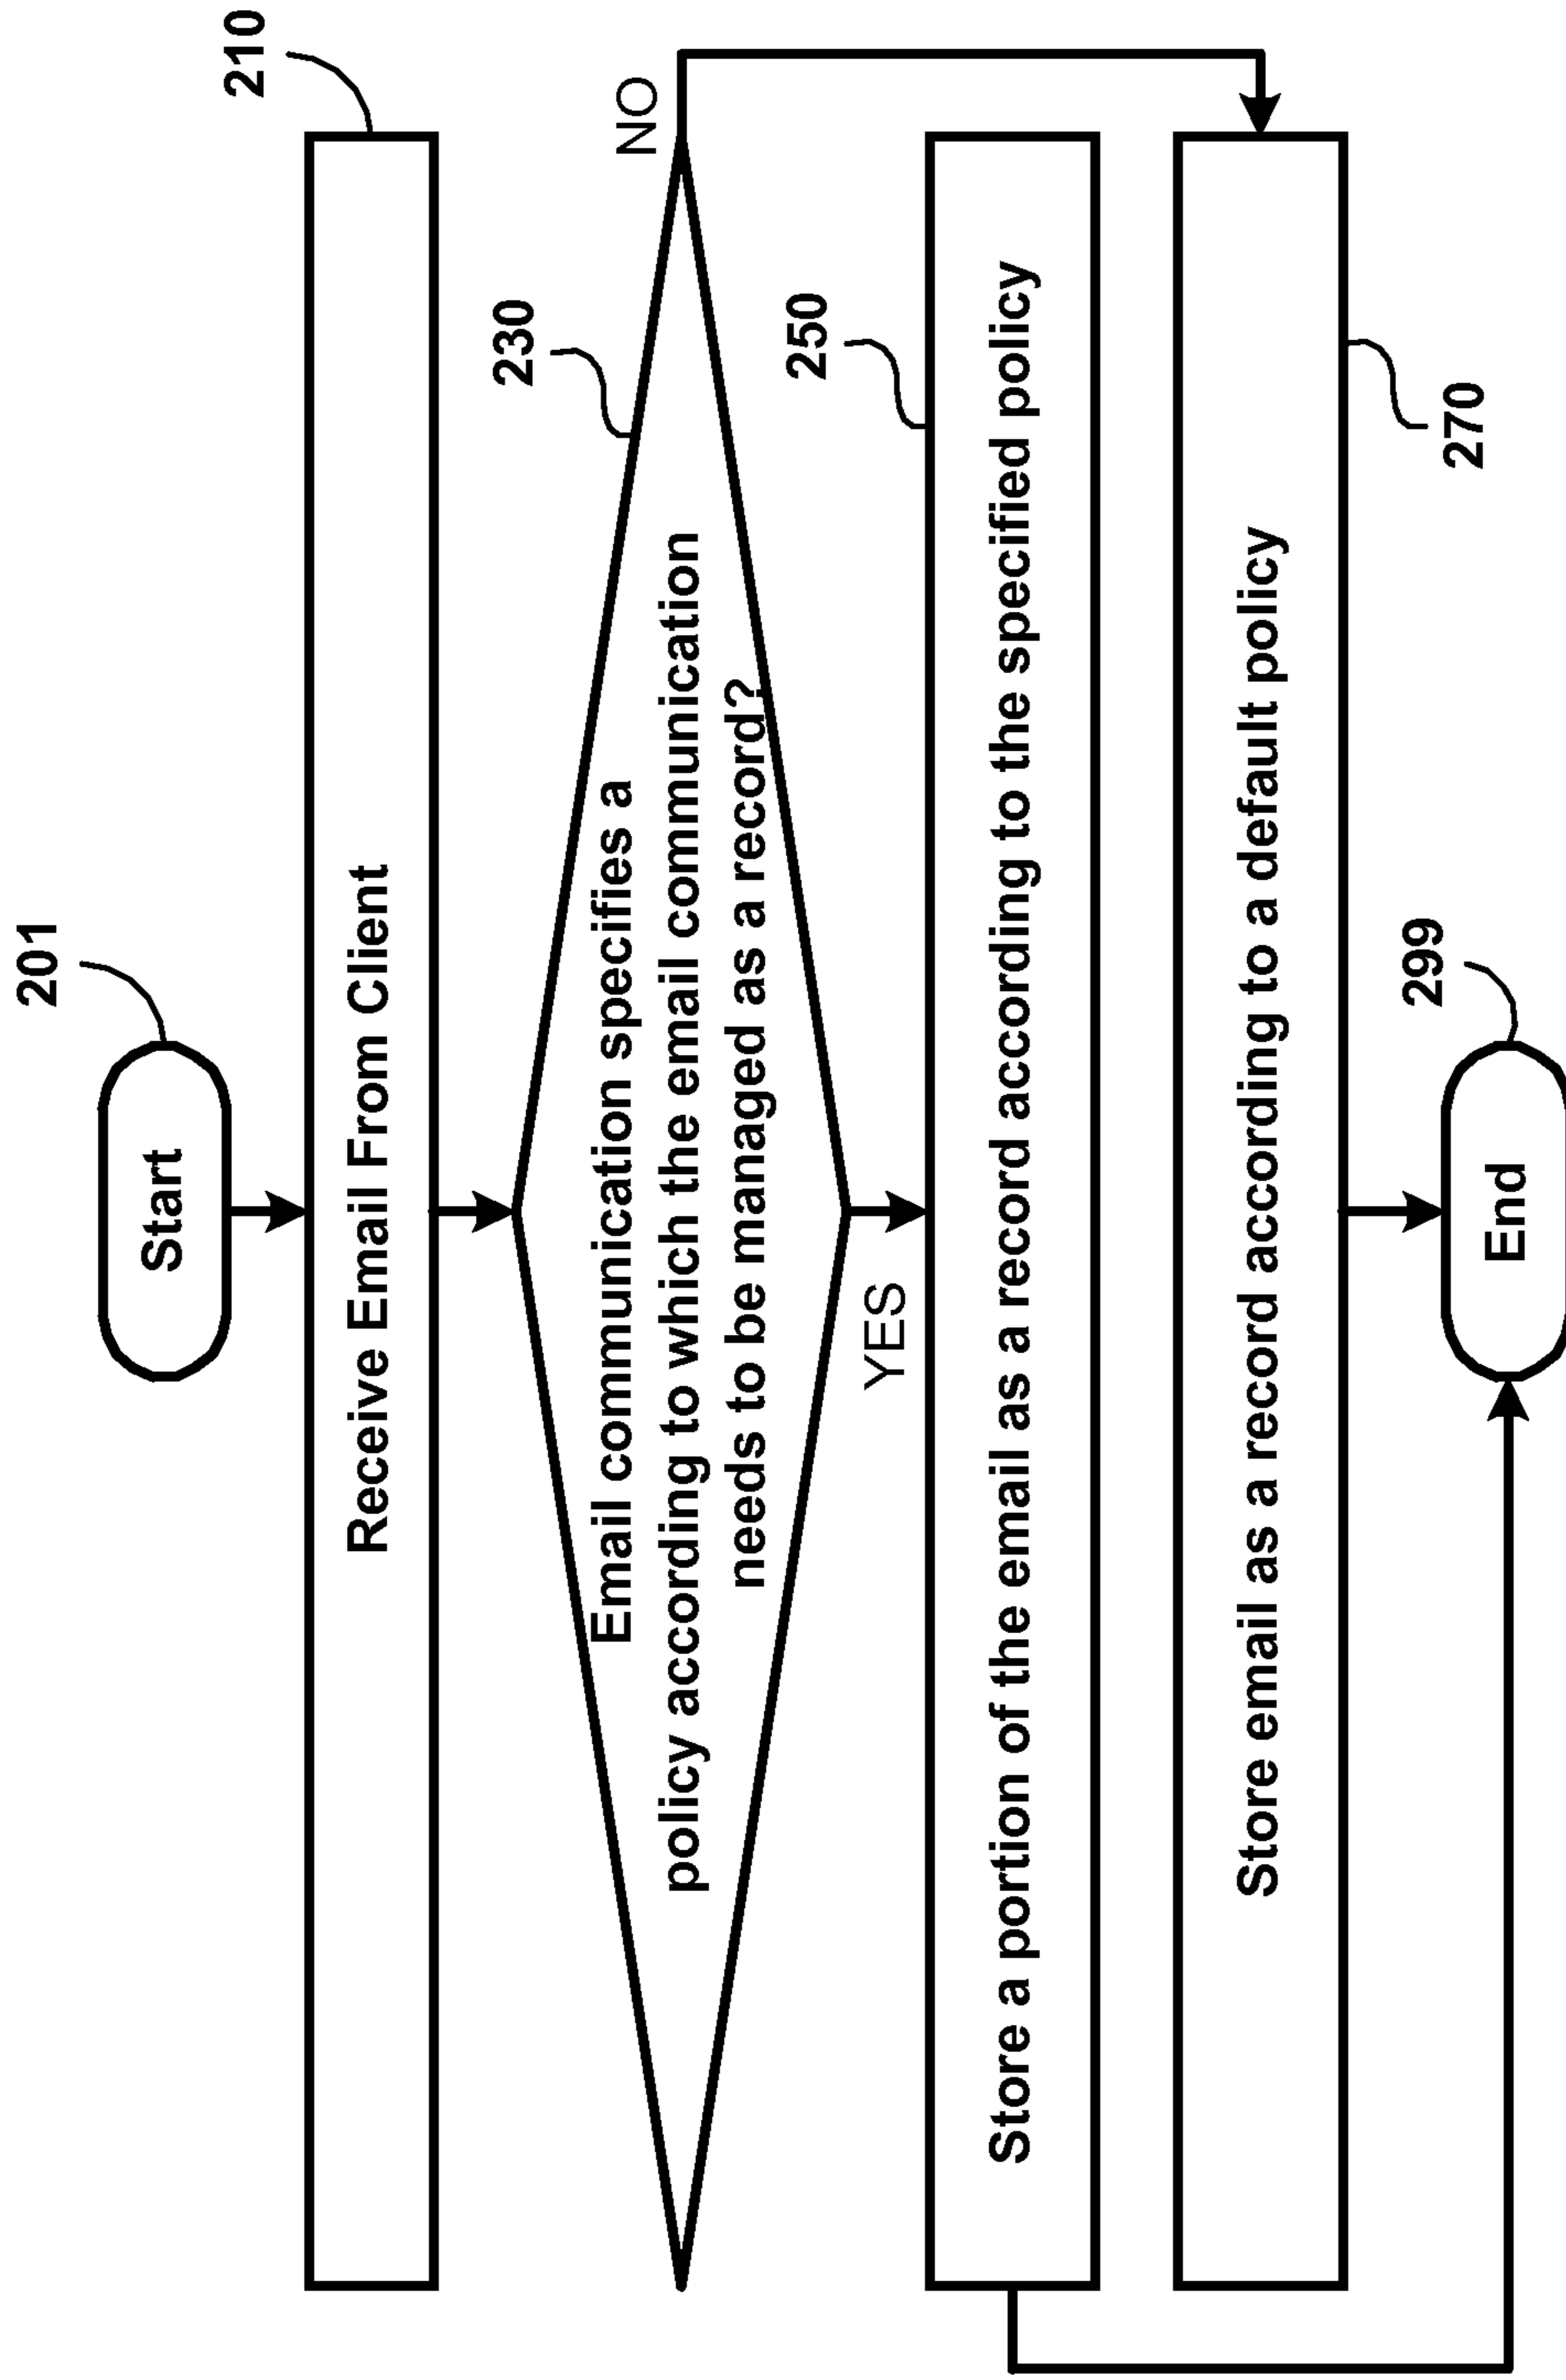 201
Start
210
Receive Email From Client
230
Email communication specifies a
policy according to which the email communication
needs to be managed as a record?
NO
YES
250
Store a portion of the email as a record according to the specified policy
Store email as a record according to a default policy
270
299
End